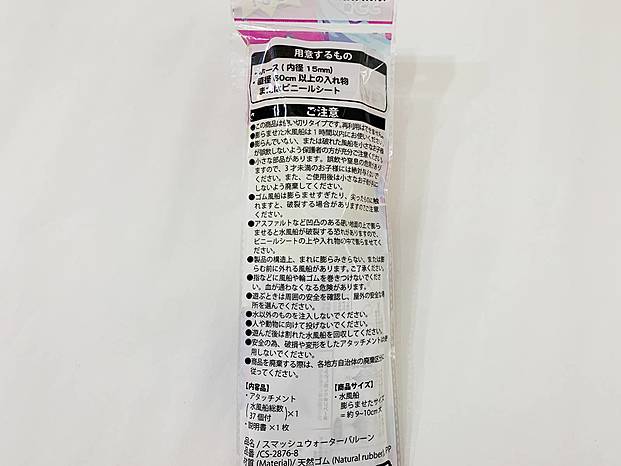 用意するもの
・ホース(内径15mm)
・直径30cm以上の入れ物
またはビニールシート
ご注意
●この商品は使い切りタイプです。再利用はできません。
●膨らませた水風船は1時間以内にお使いください。
●膨らんでいない、または破れた風船を小さなお子様
が誤飲しないよう保護者の方が充分ご注意ください。
●小さな部品があります。誤飲や窒息の危険があり
ますので、3才未満のお子様には絶対与えないで
ください。また、ご使用後は小さなお子様が口に
しないよう廃棄してください。
●ゴム風船は膨らませすぎたり、尖ったものに触
れますと、破裂する場合がありますのでご注意
ください。
●アスファルトなど凹凸のある硬い地面の上で膨ら
ませると水風船が破裂する恐れがありますので、
ビニールシートの上や入れ物の中で膨らませてく
ださい。
●製品の構造上、まれに膨らみきらない、または膨
らむ前に外れる風船があります。ご了承ください。
●指などに風船や輪ゴムを巻きつけないでくださ
い。血が通わなくなる危険があります。
●遊ぶときは周囲の安全を確認し、屋外の安全な場
所を選んでください。
●水以外のものを注入しないでください。
●人や動物に向けて投げないでください。
●遊んだ後は割れた水風船を回収してください。
●安全の為、破損や変形をしたアタッチメントは使
用しないでください。
●商品を廃棄する際は、各地方自治体の廃棄区分に
従ってください。
【内容品】
・アタッチメント
(水風船総数
37個付)×1
・説明書×1枚
【商品サイズ】
・水風船
膨らませたサイズ
=約9~10cm大
品名/スマッシュウォーターバルーン
品番/CS-2876-8
材質(Material)/天然ゴム(Natural rubber), PP